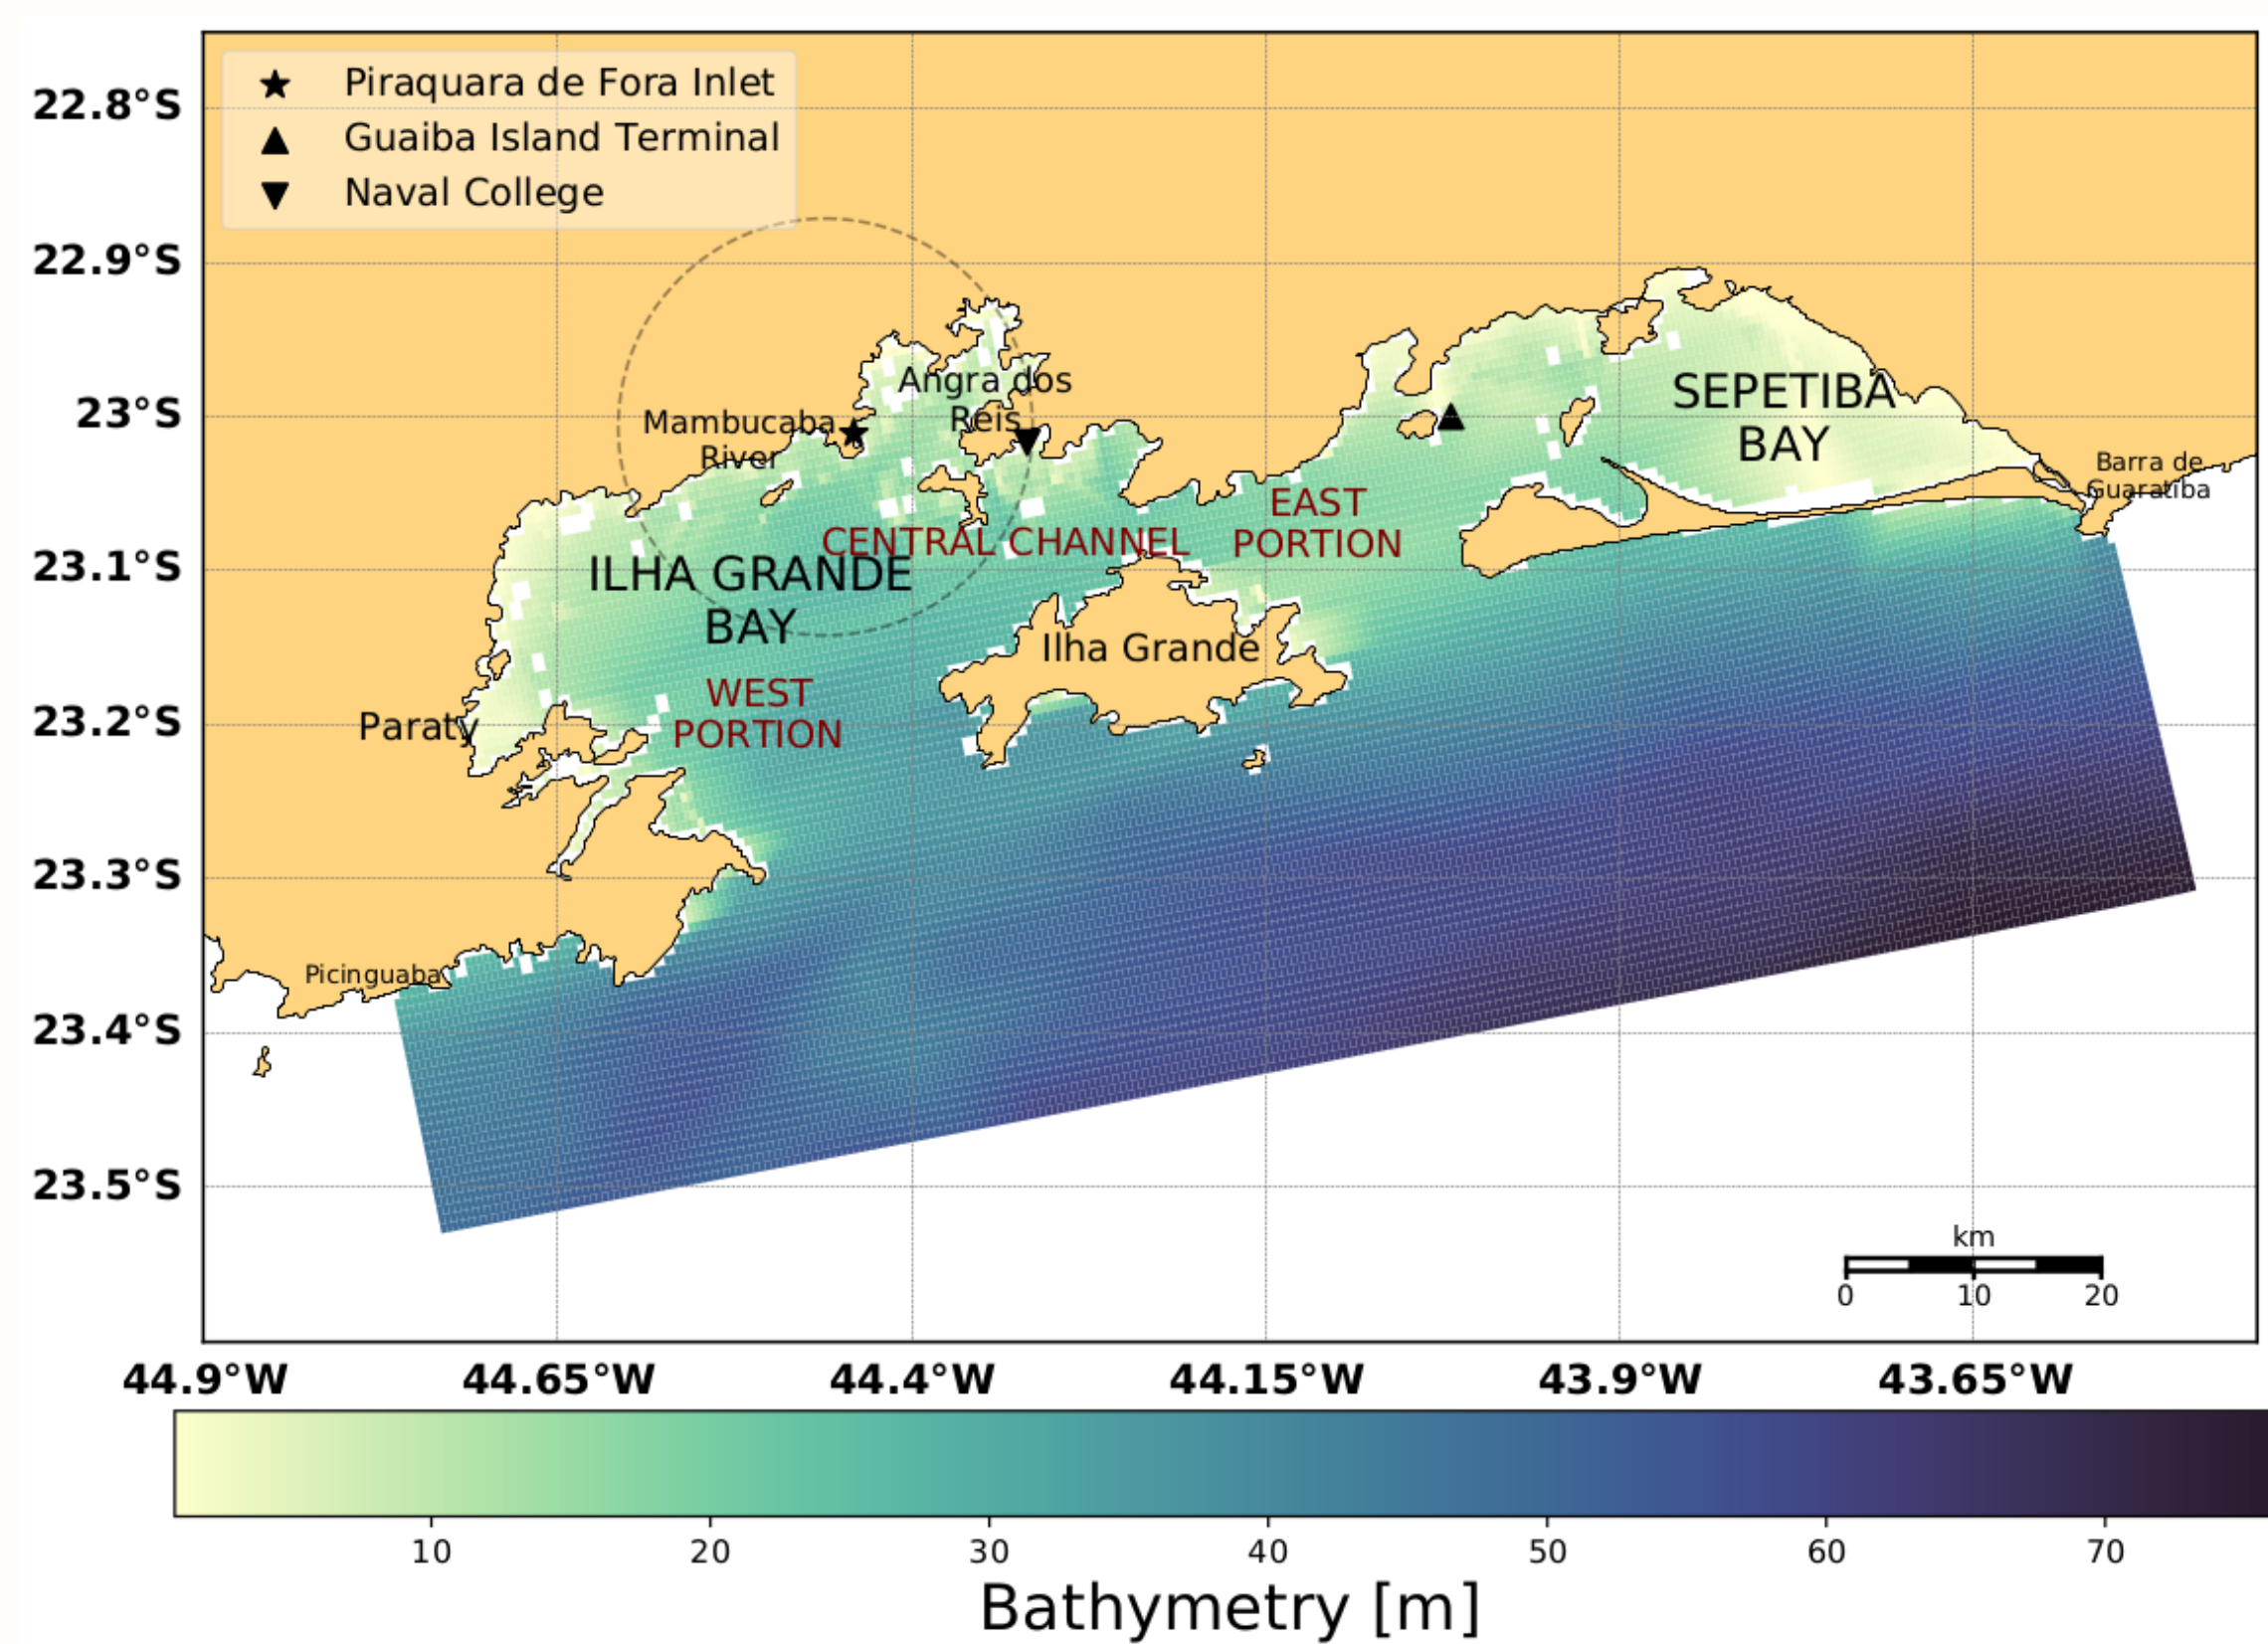 Piraquara de Fora Inlet
Guaiba Island Terminal
Naval College
22.8°S
22.9°S
23°S
23.1°S
23.2°S
23.3°S
23.4°S
23.5°S
Angra dos
Reis
Mambucaba
River
SEPETIBA
BAY
Barra de
Guaratiba
EAST
PORTION
CENTRAL CHANNEL
ILHA GRANDE
BAY
Ilha Grande
WEST
PORTION
Paraty
Picinguaba
km
0 10 20
44.9°W 44.65°W 44.4°W 44.15°W 43.9°W 43.65°W
10 20 30 40 50 60 70
Bathymetry [m]